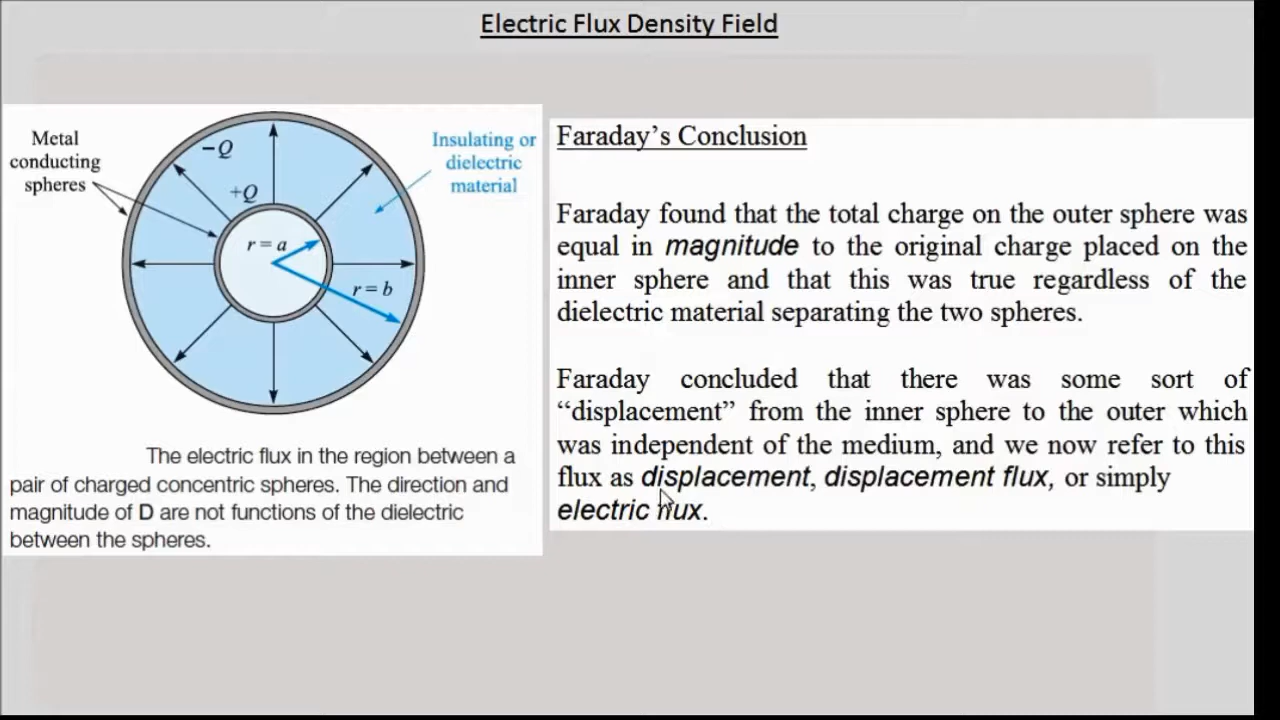 Electric Flux Density Field
Metal
conducting
spheres
−Q
+Q
r = a
r = b
Insulating or
dielectric
material
The electric flux in the region between a
pair of charged concentric spheres. The direction and
magnitude of D are not functions of the dielectric
between the spheres.
Faraday’s Conclusion
Faraday found that the total charge on the outer sphere was
equal in magnitude to the original charge placed on the
inner sphere and that this was true regardless of the
dielectric material separating the two spheres.
Faraday concluded that there was some sort of
“displacement” from the inner sphere to the outer which
was independent of the medium, and we now refer to this
flux as displacement, displacement flux, or simply
electric flux.